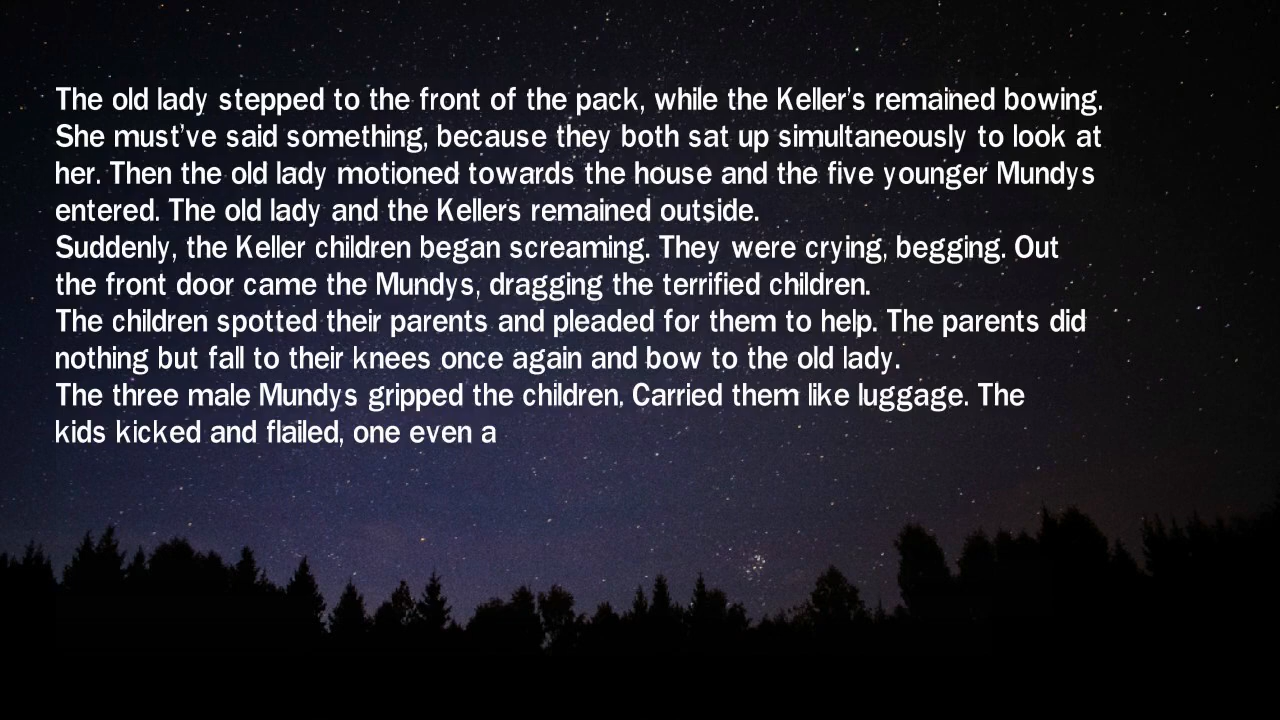 The old lady stepped to the front of the pack, while the Keller's remained bowing.
She must've said something, because they both sat up simultaneously to look at
her. Then the old lady motioned towards the house and the five younger Mundys
entered. The old lady and the Kellers remained outside.
Suddenly, the Keller children began screaming. They were crying, begging. Out
the front door came the Mundys, dragging the terrified children.
The children spotted their parents and pleaded for them to help. The parents did
nothing but fall to their knees once again and bow to the old lady.
The three male Mundys gripped the children, Carried them like luggage. The
kids kicked and flailed, one even a